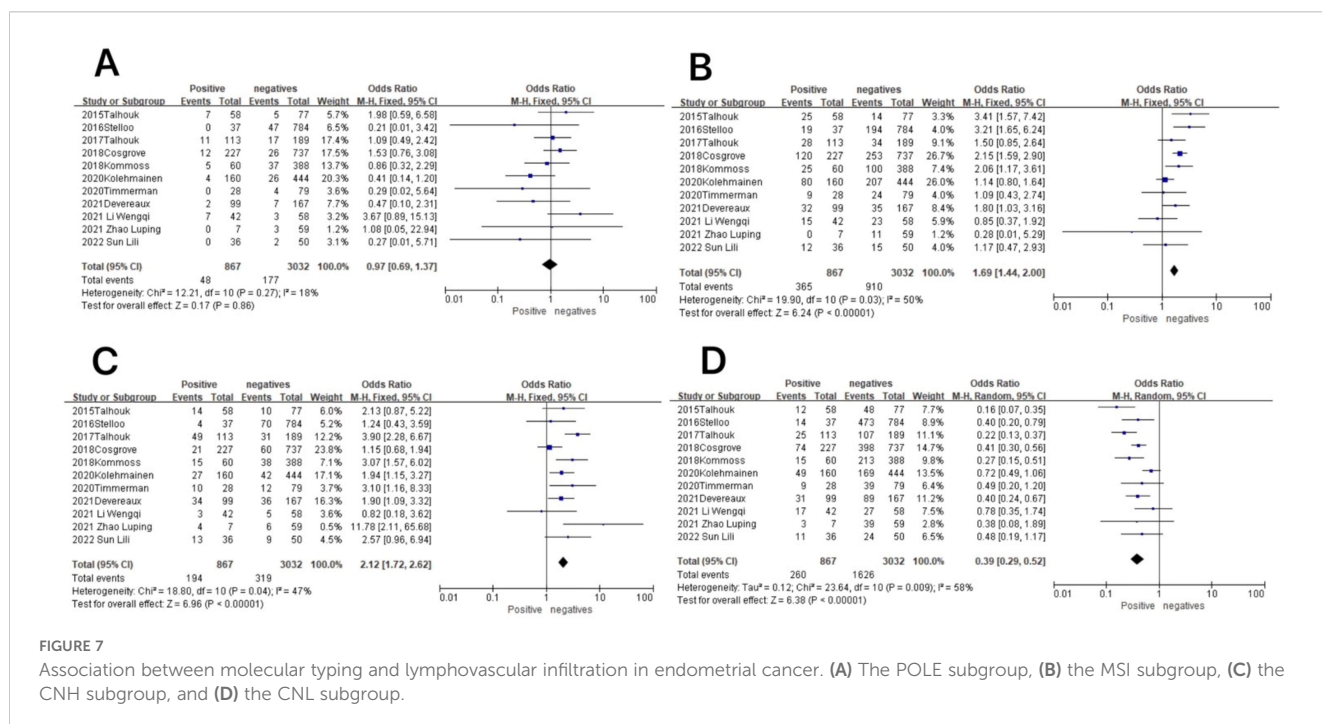 A
Positive negatives Odds Ratio Odds Ratio
Study or Subgroup Events Total Events Total Weight M-H, Fixed, 95% CI M-H, Fixed, 95% CI
2015Talhouk 7 58 5 77 5.7% 1.98 [0.59, 6.58]
2016Stelloo 0 37 47 784 6.5% 0.21 [0.01, 3.42]
2017Talhouk 11 113 17 189 17.4% 1.09 [0.49, 2.42]
2018Cosgrove 12 227 26 737 17.9% 1.53 [0.76, 3.08]
2018Kommoss 5 60 37 388 13.7% 0.86 [0.32, 2.29]
2020Kolehmainen 4 160 26 444 20.3% 0.41 [0.14, 1.20]
2020Timmerman 0 28 4 79 3.5% 0.29 [0.02, 5.64]
2021Devereaux 2 99 7 167 7.6% 0.47 [0.10, 2.31]
2021 Li Wengqi 7 42 3 58 3.2% 3.67 [0.89, 15.13]
2021 Zhao Luping 0 7 3 59 1.2% 1.08 [0.05, 22.94]
2022 Sun Lili 0 36 2 50 3.1% 0.27 [0.01, 5.71]
Total (95% CI) 867 3032 100.0% 0.97 [0.69, 1.37]
Total events 48 177
Heterogeneity: Chi² = 12.21, df = 10 (P = 0.27); I² = 18%
Test for overall effect: Z = 0.17 (P = 0.86)
0.01 0.1 1 10 100
Positive negatives
B
Positive negatives Odds Ratio Odds Ratio
Study or Subgroup Events Total Events Total Weight M-H, Fixed, 95% CI M-H, Fixed, 95% CI
2015Talhouk 25 58 14 77 3.3% 3.41 [1.57, 7.42]
2016Stelloo 19 37 194 784 3.9% 3.21 [1.65, 6.24]
2017Talhouk 28 113 34 189 8.9% 1.50 [0.85, 2.64]
2018Cosgrove 120 227 253 737 26.7% 2.15 [1.59, 2.90]
2018Kommoss 25 60 100 388 7.3% 2.06 [1.17, 3.61]
2020Kolehmainen 80 160 207 444 26.6% 1.14 [0.80, 1.64]
2020Timmerman 9 28 24 79 4.0% 1.09 [0.43, 2.74]
2021Devereaux 32 99 35 167 8.2% 1.80 [1.03, 3.16]
2021 Li Wengqi 15 42 23 58 5.4% 0.85 [0.37, 1.92]
2021 Zhao Luping 0 7 11 59 1.4% 0.28 [0.01, 5.29]
2022 Sun Lili 12 36 15 50 4.0% 1.17 [0.47, 2.93]
Total (95% CI) 867 3032 100.0% 1.69 [1.44, 2.00]
Total events 365 910
Heterogeneity: Chi² = 19.90, df = 10 (P = 0.03); I² = 50%
Test for overall effect: Z = 6.24 (P < 0.00001)
0.01 0.1 1 10 100
Positive negatives
C
Positive negatives Odds Ratio Odds Ratio
Study or Subgroup Events Total Events Total Weight M-H, Fixed, 95% CI M-H, Fixed, 95% CI
2015Talhouk 14 58 10 77 6.0% 2.13 [0.87, 5.22]
2016Stelloo 4 37 70 784 5.2% 1.24 [0.43, 3.59]
2017Talhouk 49 113 31 189 12.2% 3.90 [2.28, 6.67]
2018Cosgrove 21 227 60 737 23.8% 1.15 [0.68, 1.94]
2018Kommoss 15 60 38 388 7.0% 3.07 [1.57, 6.02]
2020Kolehmainen 27 160 42 444 17.3% 1.94 [1.15, 3.27]
2020Timmerman 10 28 12 79 4.0% 3.10 [1.16, 8.33]
2021Devereaux 34 99 36 167 16.3% 1.90 [1.09, 3.32]
2021 Li Wengqi 3 42 5 58 3.2% 0.82 [0.18, 3.62]
2021 Zhao Luping 4 7 6 59 0.5% 11.78 [2.11, 65.68]
2022 Sun Lili 13 36 9 50 4.5% 2.57 [0.96, 6.94]
Total (95% CI) 867 3032 100.0% 2.12 [1.72, 2.62]
Total events 194 319
Heterogeneity: Chi² = 18.80, df = 10 (P = 0.04); I² = 47%
Test for overall effect: Z = 6.96 (P < 0.00001)
0.01 0.1 1 10 100
Positive negatives
D
Positive negatives Odds Ratio Odds Ratio
Study or Subgroup Events Total Events Total Weight M-H, Random, 95% CI M-H, Random, 95% CI
2015Talhouk 12 58 48 77 7.7% 0.16 [0.07, 0.35]
2016Stelloo 14 37 473 784 8.9% 0.40 [0.20, 0.79]
2017Talhouk 25 113 107 189 11.1% 0.22 [0.13, 0.37]
2018Cosgrove 74 227 398 737 14.7% 0.41 [0.30, 0.56]
2018Kommoss 15 60 213 388 9.8% 0.27 [0.15, 0.51]
2020Kolehmainen 49 160 169 444 13.5% 0.72 [0.49, 1.06]
2020Timmerman 9 28 39 79 6.4% 0.49 [0.20, 1.20]
2021Devereaux 31 99 89 167 11.2% 0.40 [0.24, 0.67]
2021 Li Wengqi 17 42 27 58 7.5% 0.78 [0.35, 1.74]
2021 Zhao Luping 3 7 39 59 2.8% 0.38 [0.08, 1.89]
2022 Sun Lili 11 36 24 50 6.5% 0.48 [0.19, 1.17]
Total (95% CI) 867 3032 100.0% 0.39 [0.29, 0.52]
Total events 260 1626
Heterogeneity: Tau² = 0.12; Chi² = 23.64, df = 10 (P = 0.009); I² = 58%
Test for overall effect: Z = 6.38 (P < 0.00001)
0.01 0.1 1 10 100
Positive negatives
FIGURE 7
Association between molecular typing and lymphovascular infiltration in endometrial cancer. (A) The POLE subgroup, (B) the MSI subgroup, (C) the
CNH subgroup, and (D) the CNL subgroup.